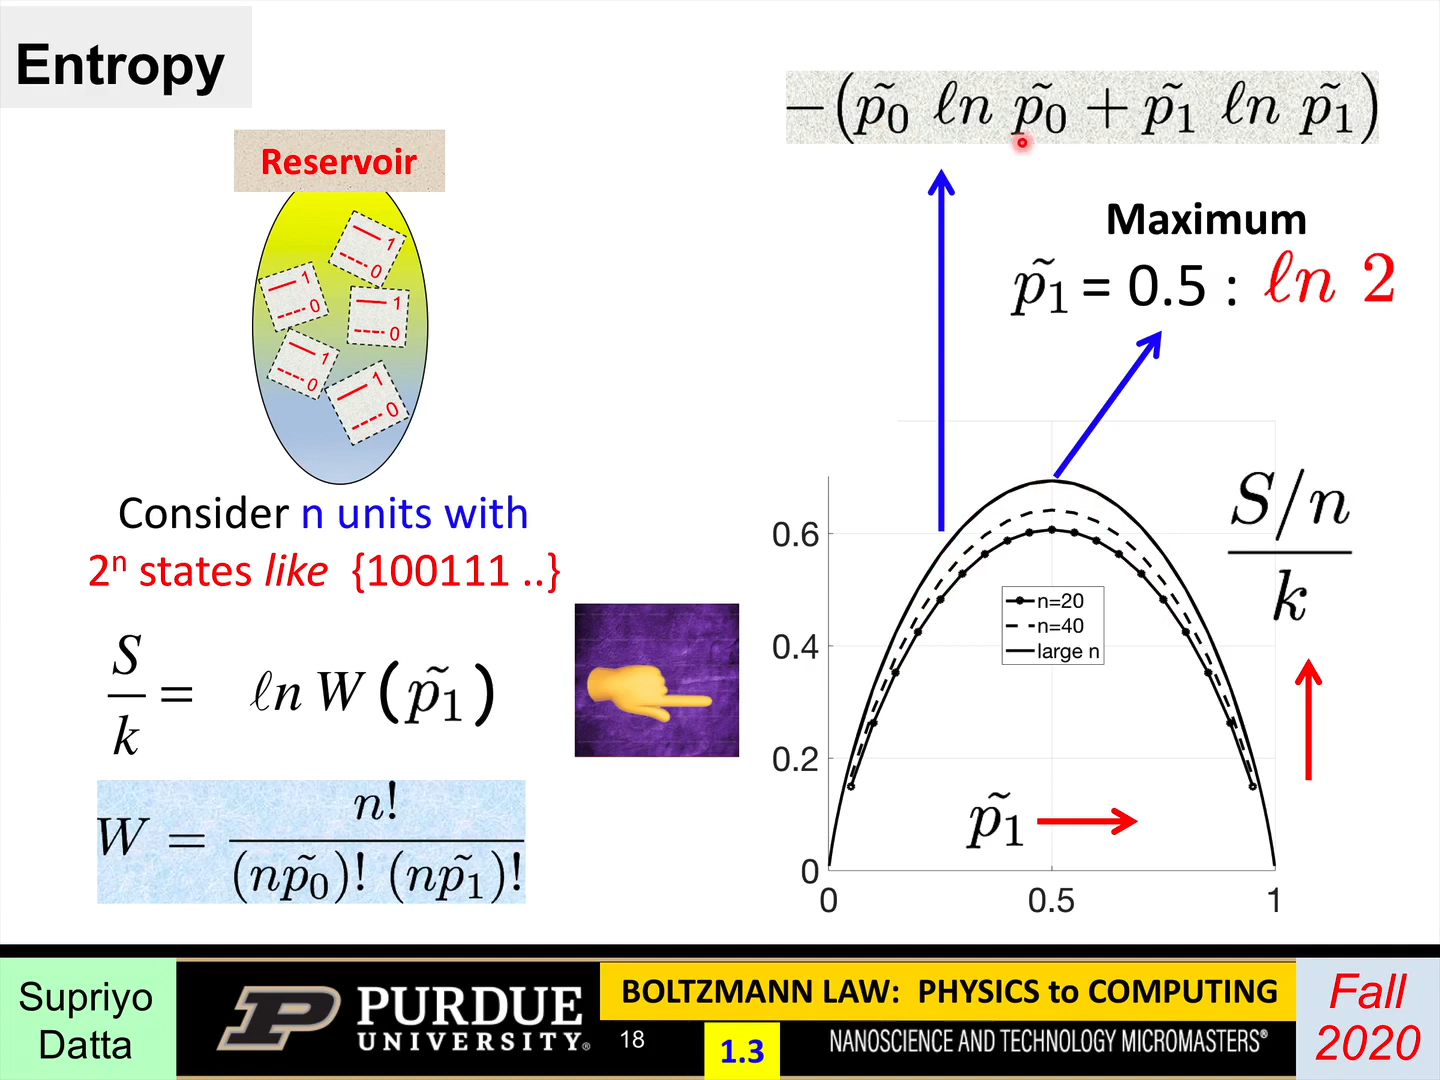 Entropy
Reservoir
1
0
1
0
1
0
1
0
1
0
Consider n units with
2ⁿ states like {100111 ..}
S/k = ℓn W(p̃₁)
W = n! / (np̃₀)! (np̃₁)!
−(p̃₀ ℓn p̃₀ + p̃₁ ℓn p̃₁)
Maximum
p̃₁ = 0.5 : ℓn 2
S/n
k
0.6
0.4
0.2
0
0
0.5
1
n=20
n=40
large n
p̃₁
Supriyo
Datta
PURDUE
UNIVERSITY®
18
BOLTZMANN LAW: PHYSICS to COMPUTING
1.3
NANOSCIENCE AND TECHNOLOGY MICROMASTERS®
Fall
2020